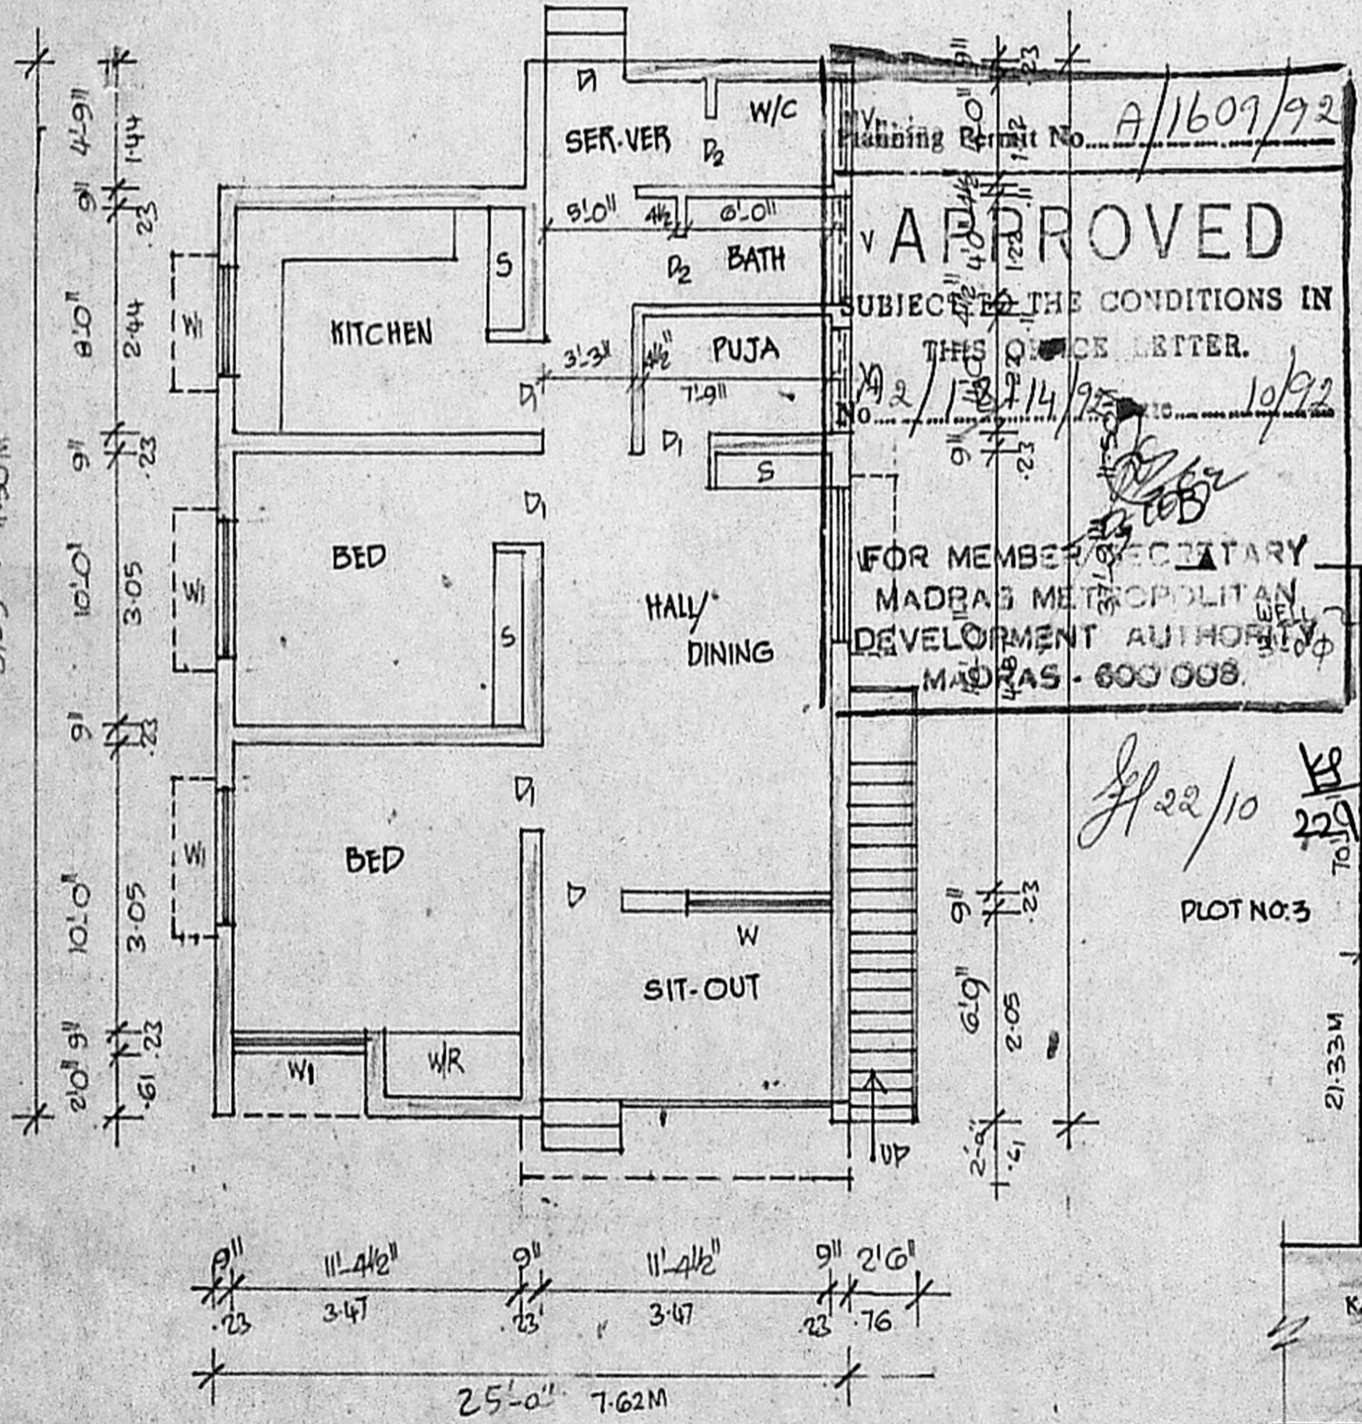 D1
SER.VER
W/C
D2
5'-0"
4½"
6'-0"
D2
BATH
S
KITCHEN
W1
3'-3"
4½"
PUJA
7'-9"
D1
D1
S
D1
BED
W1
S
HALL/
DINING
D1
BED
W1
D
W
SIT-OUT
W1
W/R
UP
4'-9"
1.44
9"
.23
8'.0"
2.44
9"
.23
10'-0"
3.05
9"
.23
10'-0"
3.05
9"
.23
2'0"
.61
9"
.23
9"
.23
9"
.23
6'9"
2.05
2'-0"
.61
9"
11'-4½"
9"
11'-4½"
9"
2'6"
.23
3.47
.23
3.47
.23
.76
25'-0" 7.62M
Planning Permit No. A/1609/92
APPROVED
SUBJECT TO THE CONDITIONS IN
THIS OFFICE LETTER.
No. 10/92
FOR MEMBER SECRETARY
MADRAS METROPOLITAN
DEVELOPMENT AUTHORITY
MADRAS - 600 008.
22/10
PLOT NO:3
21.33M